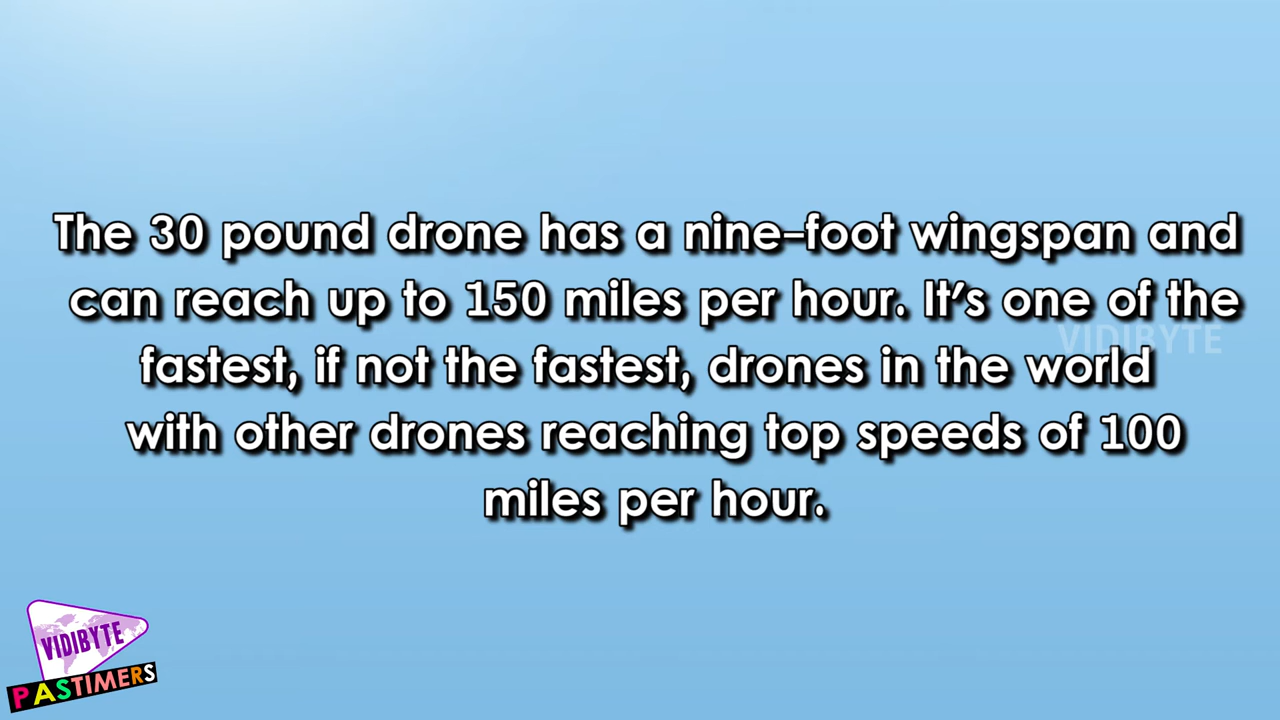 The 30 pound drone has a nine-foot wingspan and
can reach up to 150 miles per hour. It's one of the
VIDIBYTE
fastest, if not the fastest, drones in the world
with other drones reaching top speeds of 100
miles per hour.
VIDIBYTE
PASTIMERS